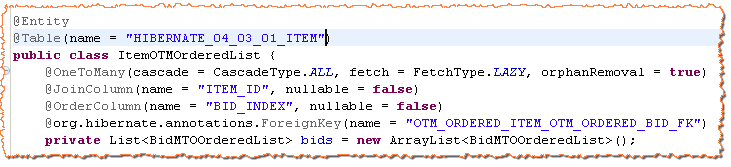 @Entity
@Table(name = "HIBERNATE_04_03_01_ITEM")
public class ItemOTMOrderedList {
@OneToMany(cascade = CascadeType.ALL, fetch = FetchType.LAZY, orphanRemoval = true)
@JoinColumn(name = "ITEM_ID", nullable = false)
@OrderColumn(name = "BID_INDEX", nullable = false)
@org.hibernate.annotations.ForeignKey(name = "OTM_ORDERED_ITEM_OTM_ORDERED_BID_FK")
private List<BidMTOOrderedList> bids = new ArrayList<BidMTOOrderedList>();